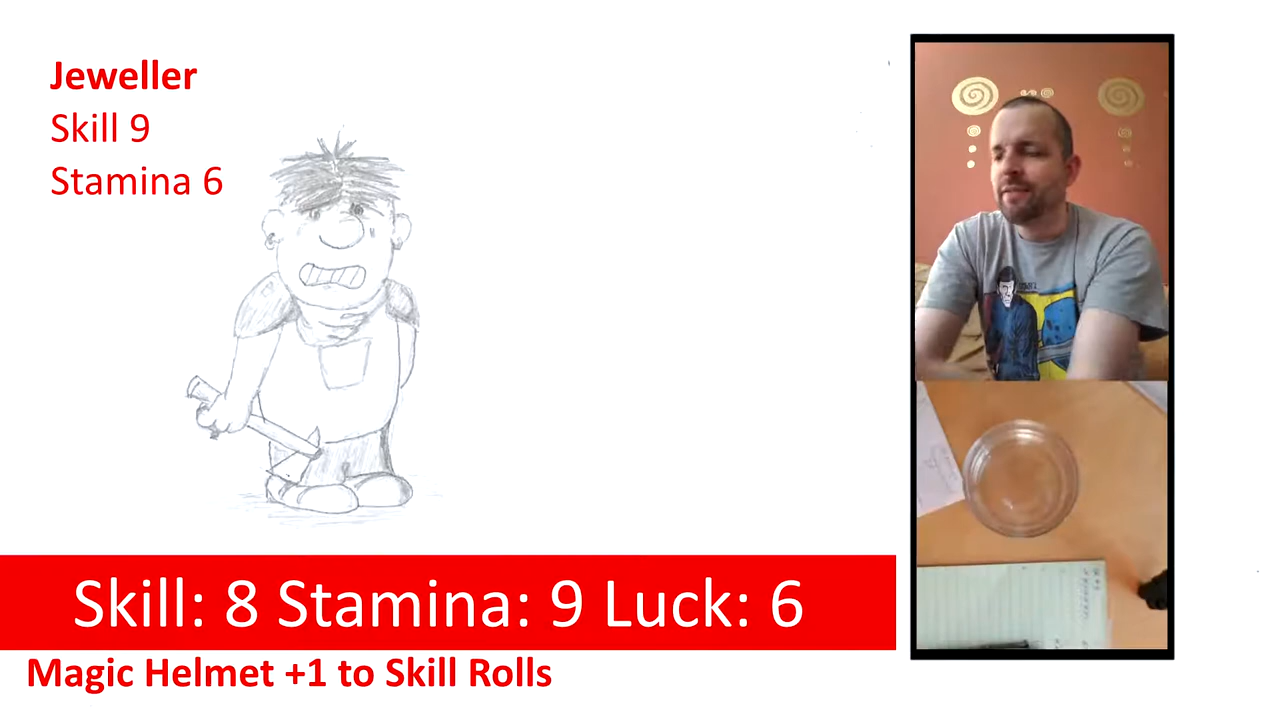 Jeweller
Skill 9
Stamina 6
Skill: 8 Stamina: 9 Luck: 6
Magic Helmet +1 to Skill Rolls